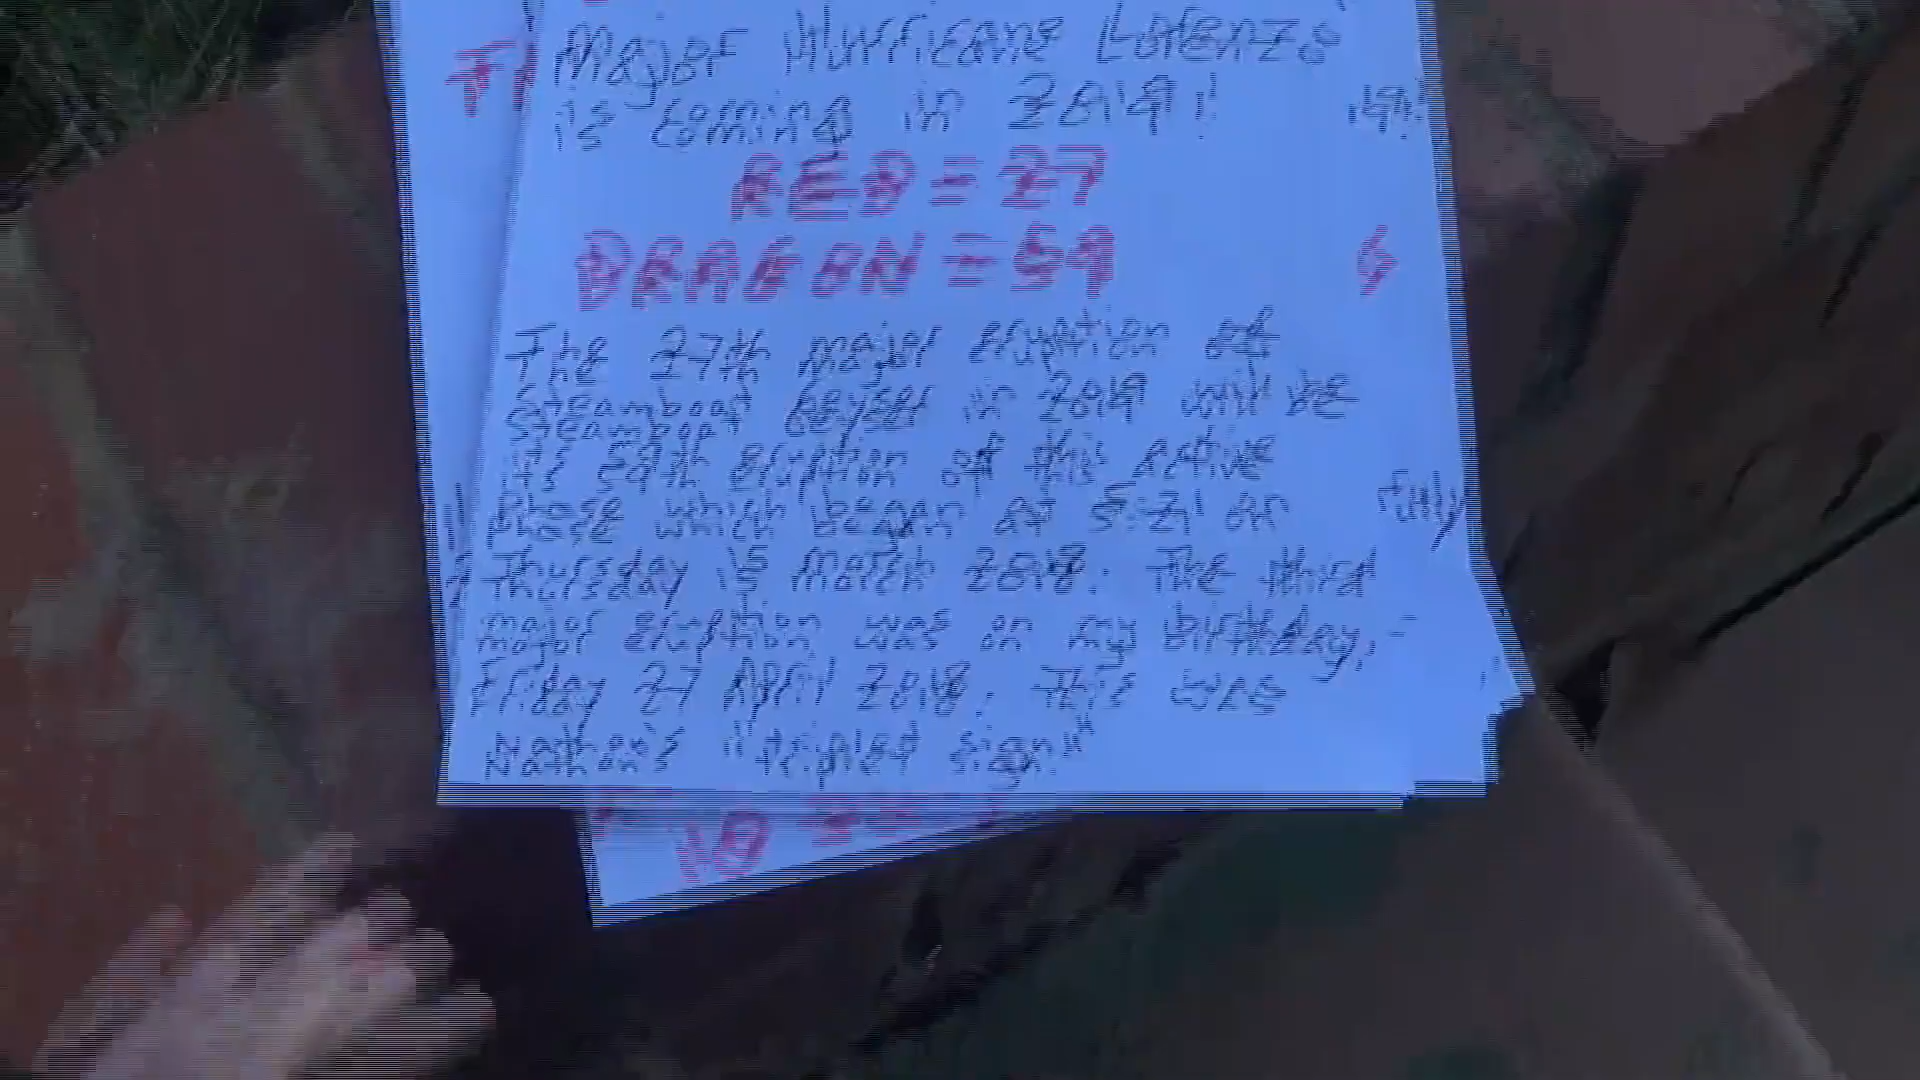 Major Hurricane Lorenzo
is coming in 2019!
RED = 27
DRAGON = 59
The 27th major eruption of
Steamboat Geyser in 2019 will be
its 59th eruption of this active
phase which began at 5:21 on
Thursday 15 March 2018. The third
major eruption was on my birthday,
Friday 27 April 2018. This was
Nathan's "triplet sign."